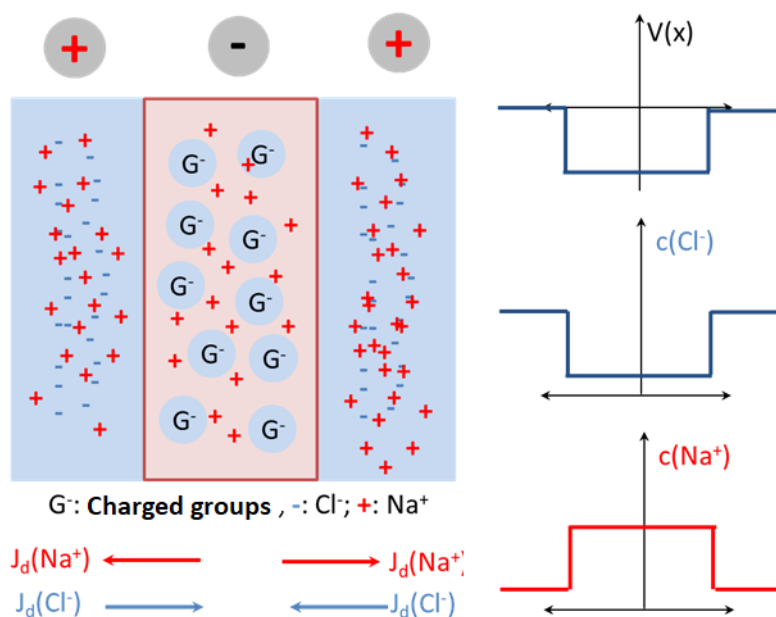 + - +
V(x)
G⁻ G⁻
G⁻ G⁻
G⁻ G⁻
G⁻ G⁻
G⁻ G⁻
c(Cl⁻)
c(Na⁺)
G⁻: Charged groups , -: Cl⁻; +: Na⁺
J_d(Na⁺) J_d(Na⁺)
J_d(Cl⁻) J_d(Cl⁻)